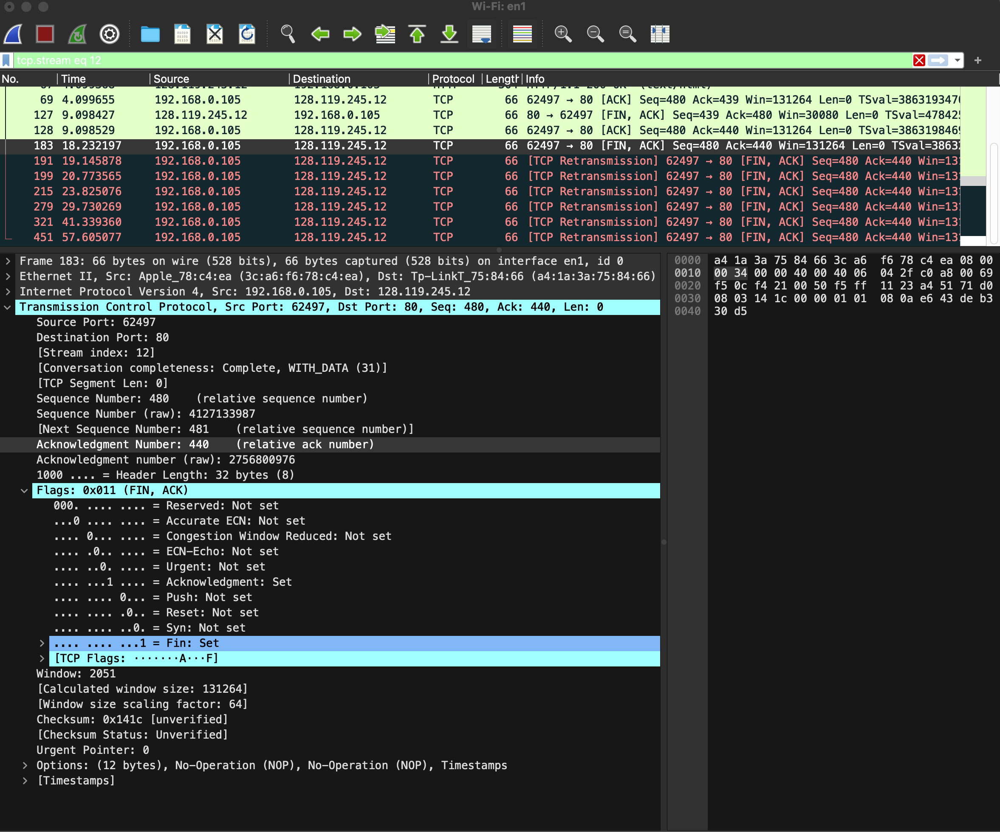 Wi-Fi: en1
tcp.stream eq 12
No. Time Source Destination Protocol Length Info
69 4.099655 192.168.0.105 128.119.245.12 TCP 66 62497 → 80 [ACK] Seq=480 Ack=439 Win=131264 Len=0 TSval=386319347
127 9.098427 128.119.245.12 192.168.0.105 TCP 66 80 → 62497 [FIN, ACK] Seq=439 Ack=480 Win=30080 Len=0 TSval=478425
128 9.098529 192.168.0.105 128.119.245.12 TCP 66 62497 → 80 [ACK] Seq=480 Ack=440 Win=131264 Len=0 TSval=386319846
183 18.232197 192.168.0.105 128.119.245.12 TCP 66 62497 → 80 [FIN, ACK] Seq=480 Ack=440 Win=131264 Len=0 TSval=3863
191 19.145878 192.168.0.105 128.119.245.12 TCP 66 [TCP Retransmission] 62497 → 80 [FIN, ACK] Seq=480 Ack=440 Win=13
199 20.773565 192.168.0.105 128.119.245.12 TCP 66 [TCP Retransmission] 62497 → 80 [FIN, ACK] Seq=480 Ack=440 Win=13
215 23.825076 192.168.0.105 128.119.245.12 TCP 66 [TCP Retransmission] 62497 → 80 [FIN, ACK] Seq=480 Ack=440 Win=13
279 29.730269 192.168.0.105 128.119.245.12 TCP 66 [TCP Retransmission] 62497 → 80 [FIN, ACK] Seq=480 Ack=440 Win=13
321 41.339360 192.168.0.105 128.119.245.12 TCP 66 [TCP Retransmission] 62497 → 80 [FIN, ACK] Seq=480 Ack=440 Win=13
451 57.605077 192.168.0.105 128.119.245.12 TCP 66 [TCP Retransmission] 62497 → 80 [FIN, ACK] Seq=480 Ack=440 Win=13
Frame 183: 66 bytes on wire (528 bits), 66 bytes captured (528 bits) on interface en1, id 0
Ethernet II, Src: Apple_78:c4:ea (3c:a6:f6:78:c4:ea), Dst: Tp-LinkT_75:84:66 (a4:1a:3a:75:84:66)
Internet Protocol Version 4, Src: 192.168.0.105, Dst: 128.119.245.12
Transmission Control Protocol, Src Port: 62497, Dst Port: 80, Seq: 480, Ack: 440, Len: 0
Source Port: 62497
Destination Port: 80
[Stream index: 12]
[Conversation completeness: Complete, WITH_DATA (31)]
[TCP Segment Len: 0]
Sequence Number: 480 (relative sequence number)
Sequence Number (raw): 4127133987
[Next Sequence Number: 481 (relative sequence number)]
Acknowledgment Number: 440 (relative ack number)
Acknowledgment number (raw): 2756800976
1000 .... = Header Length: 32 bytes (8)
Flags: 0x011 (FIN, ACK)
000. .... .... = Reserved: Not set
...0 .... .... = Accurate ECN: Not set
.... 0... .... = Congestion Window Reduced: Not set
.... .0.. .... = ECN-Echo: Not set
.... ..0. .... = Urgent: Not set
.... ...1 .... = Acknowledgment: Set
.... .... 0... = Push: Not set
.... .... .0.. = Reset: Not set
.... .... ..0. = Syn: Not set
.... .... ...1 = Fin: Set
[TCP Flags: ·······A···F]
Window: 2051
[Calculated window size: 131264]
[Window size scaling factor: 64]
Checksum: 0x141c [unverified]
[Checksum Status: Unverified]
Urgent Pointer: 0
Options: (12 bytes), No-Operation (NOP), No-Operation (NOP), Timestamps
[Timestamps]
0000 a4 1a 3a 75 84 66 3c a6 f6 78 c4 ea 08 00
0010 00 34 00 00 40 00 40 06 04 2f c0 a8 00 69
0020 f5 0c f4 21 00 50 f5 ff 11 23 a4 51 71 d0
0030 08 03 14 1c 00 00 01 01 08 0a e6 43 de b3
0040 30 d5